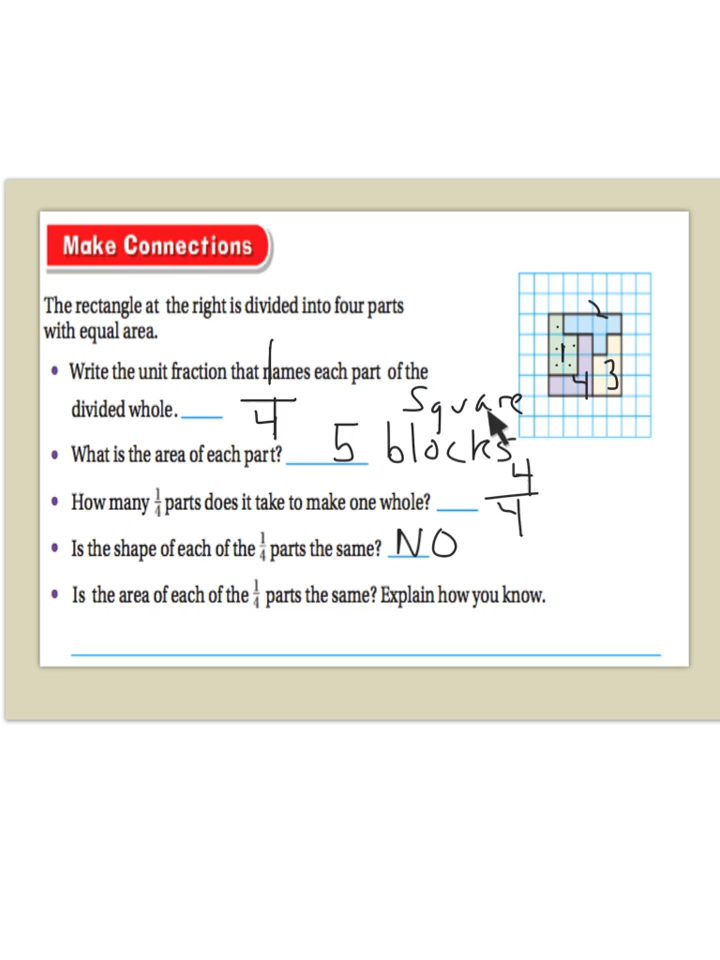 Make Connections
The rectangle at the right is divided into four parts
with equal area.
2
1
4 3
• Write the unit fraction that names each part of the
divided whole. ____ 1/4
Square
• What is the area of each part? 5 blocks
• How many 1/4 parts does it take to make one whole? ____ 4/4
• Is the shape of each of the 1/4 parts the same? NO
• Is the area of each of the 1/4 parts the same? Explain how you know.